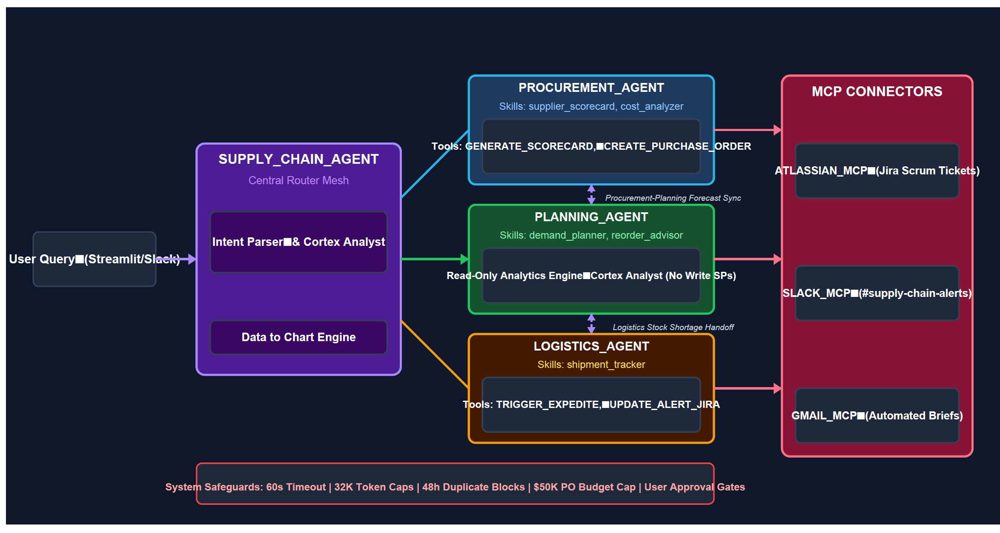 User Query■(Streamlit/Slack)
SUPPLY_CHAIN_AGENT
Central Router Mesh
Intent Parser■& Cortex Analyst
Data to Chart Engine
PROCUREMENT_AGENT
Skills: supplier_scorecard, cost_analyzer
Tools: GENERATE_SCORECARD,■CREATE_PURCHASE_ORDER
Procurement-Planning Forecast Sync
PLANNING_AGENT
Skills: demand_planner, reorder_advisor
Read-Only Analytics Engine■Cortex Analyst (No Write SPs)
Logistics Stock Shortage Handoff
LOGISTICS_AGENT
Skills: shipment_tracker
Tools: TRIGGER_EXPEDITE,■UPDATE_ALERT_JIRA
MCP CONNECTORS
ATLASSIAN_MCP■(Jira Scrum Tickets)
SLACK_MCP■(#supply-chain-alerts)
GMAIL_MCP■(Automated Briefs)
System Safeguards: 60s Timeout | 32K Token Caps | 48h Duplicate Blocks | $50K PO Budget Cap | User Approval Gates